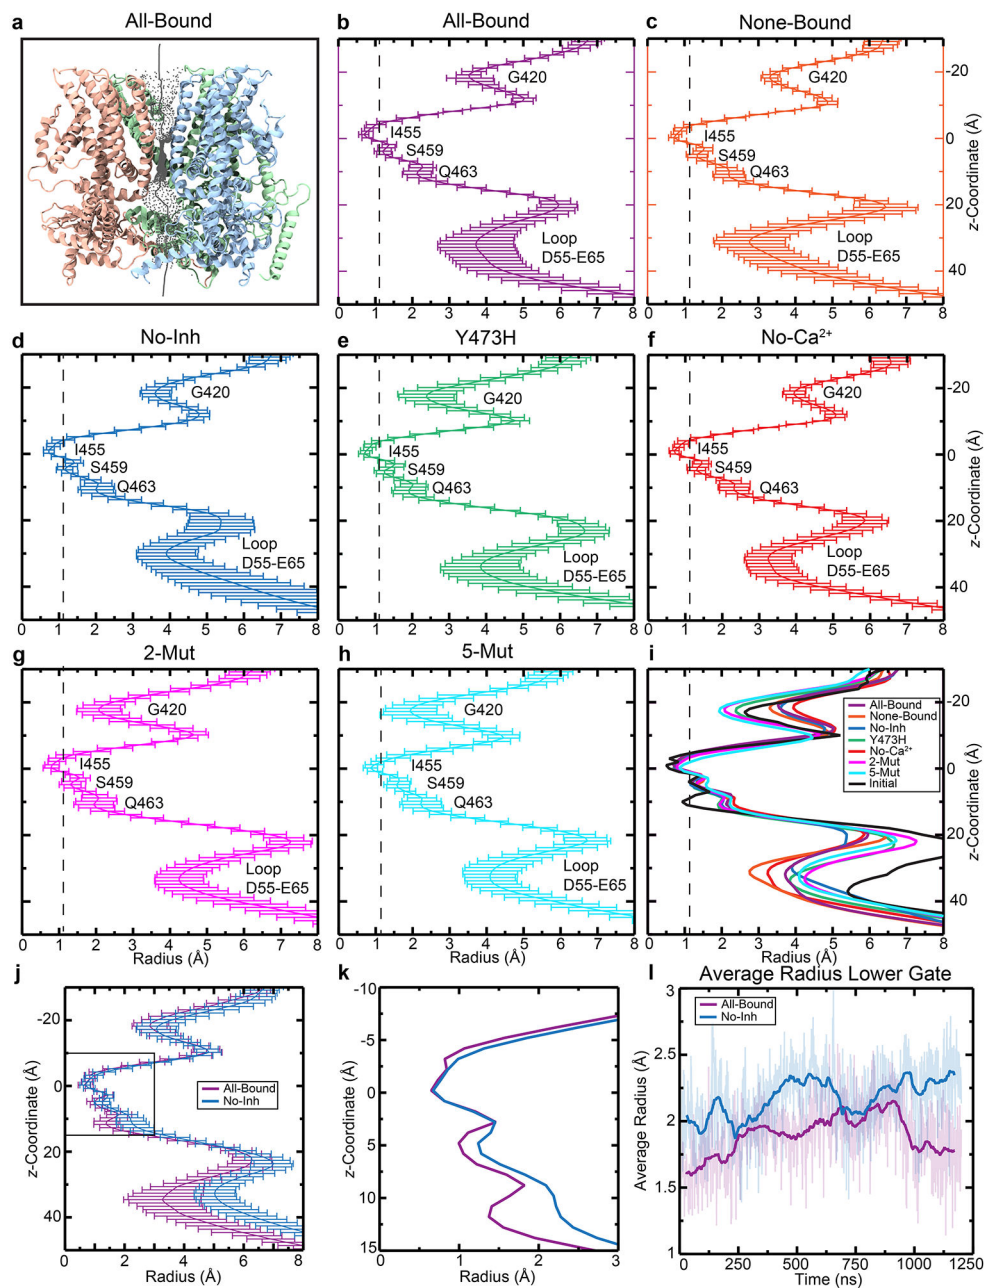 a All-Bound
b All-Bound
G420
I455
S459
Q463
Loop
D55-E65
0 1 2 3 4 5 6 7 8
c None-Bound
G420
I455
S459
Q463
Loop
D55-E65
0 1 2 3 4 5 6 7 8
-20
0
20
40
z-Coordinate (Å)
d No-Inh
G420
I455
S459
Q463
Loop
D55-E65
0 1 2 3 4 5 6 7 8
e Y473H
G420
I455
S459
Q463
Loop
D55-E65
0 1 2 3 4 5 6 7 8
f No-Ca²⁺
G420
I455
S459
Q463
Loop
D55-E65
0 1 2 3 4 5 6 7 8
-20
0
20
40
z-Coordinate (Å)
g 2-Mut
G420
I455
S459
Q463
Loop
D55-E65
0 1 2 3 4 5 6 7 8
Radius (Å)
h 5-Mut
G420
I455
S459
Q463
Loop
D55-E65
0 1 2 3 4 5 6 7 8
Radius (Å)
i
All-Bound
None-Bound
No-Inh
Y473H
No-Ca²⁺
2-Mut
5-Mut
Initial
0 1 2 3 4 5 6 7 8
Radius (Å)
-20
0
20
40
z-Coordinate (Å)
j
-20
0
20
40
z-Coordinate (Å)
All-Bound
No-Inh
0 2 4 6 8
Radius (Å)
k
-10
-5
0
5
10
15
z-Coordinate (Å)
0 1 2 3
Radius (Å)
l Average Radius Lower Gate
All-Bound
No-Inh
3
2.5
2
1.5
1
Average Radius (Å)
0 250 500 750 1000 1250
Time (ns)